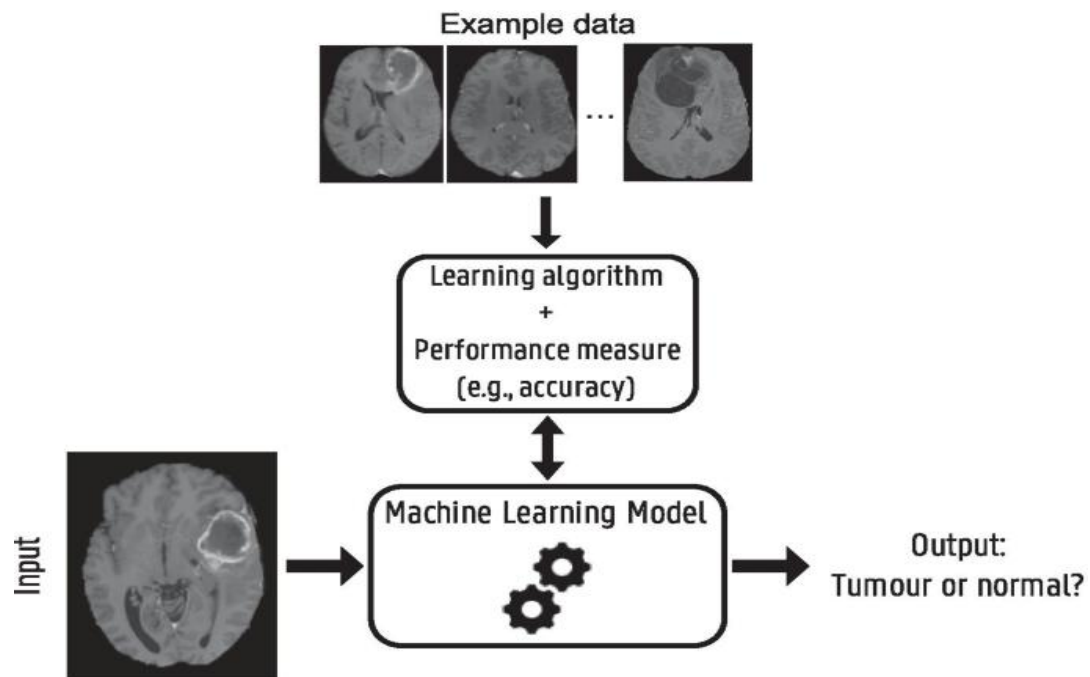 Example data
...
Learning algorithm
+
Performance measure
(e.g., accuracy)
Input
Machine Learning Model
Output:
Tumour or normal?